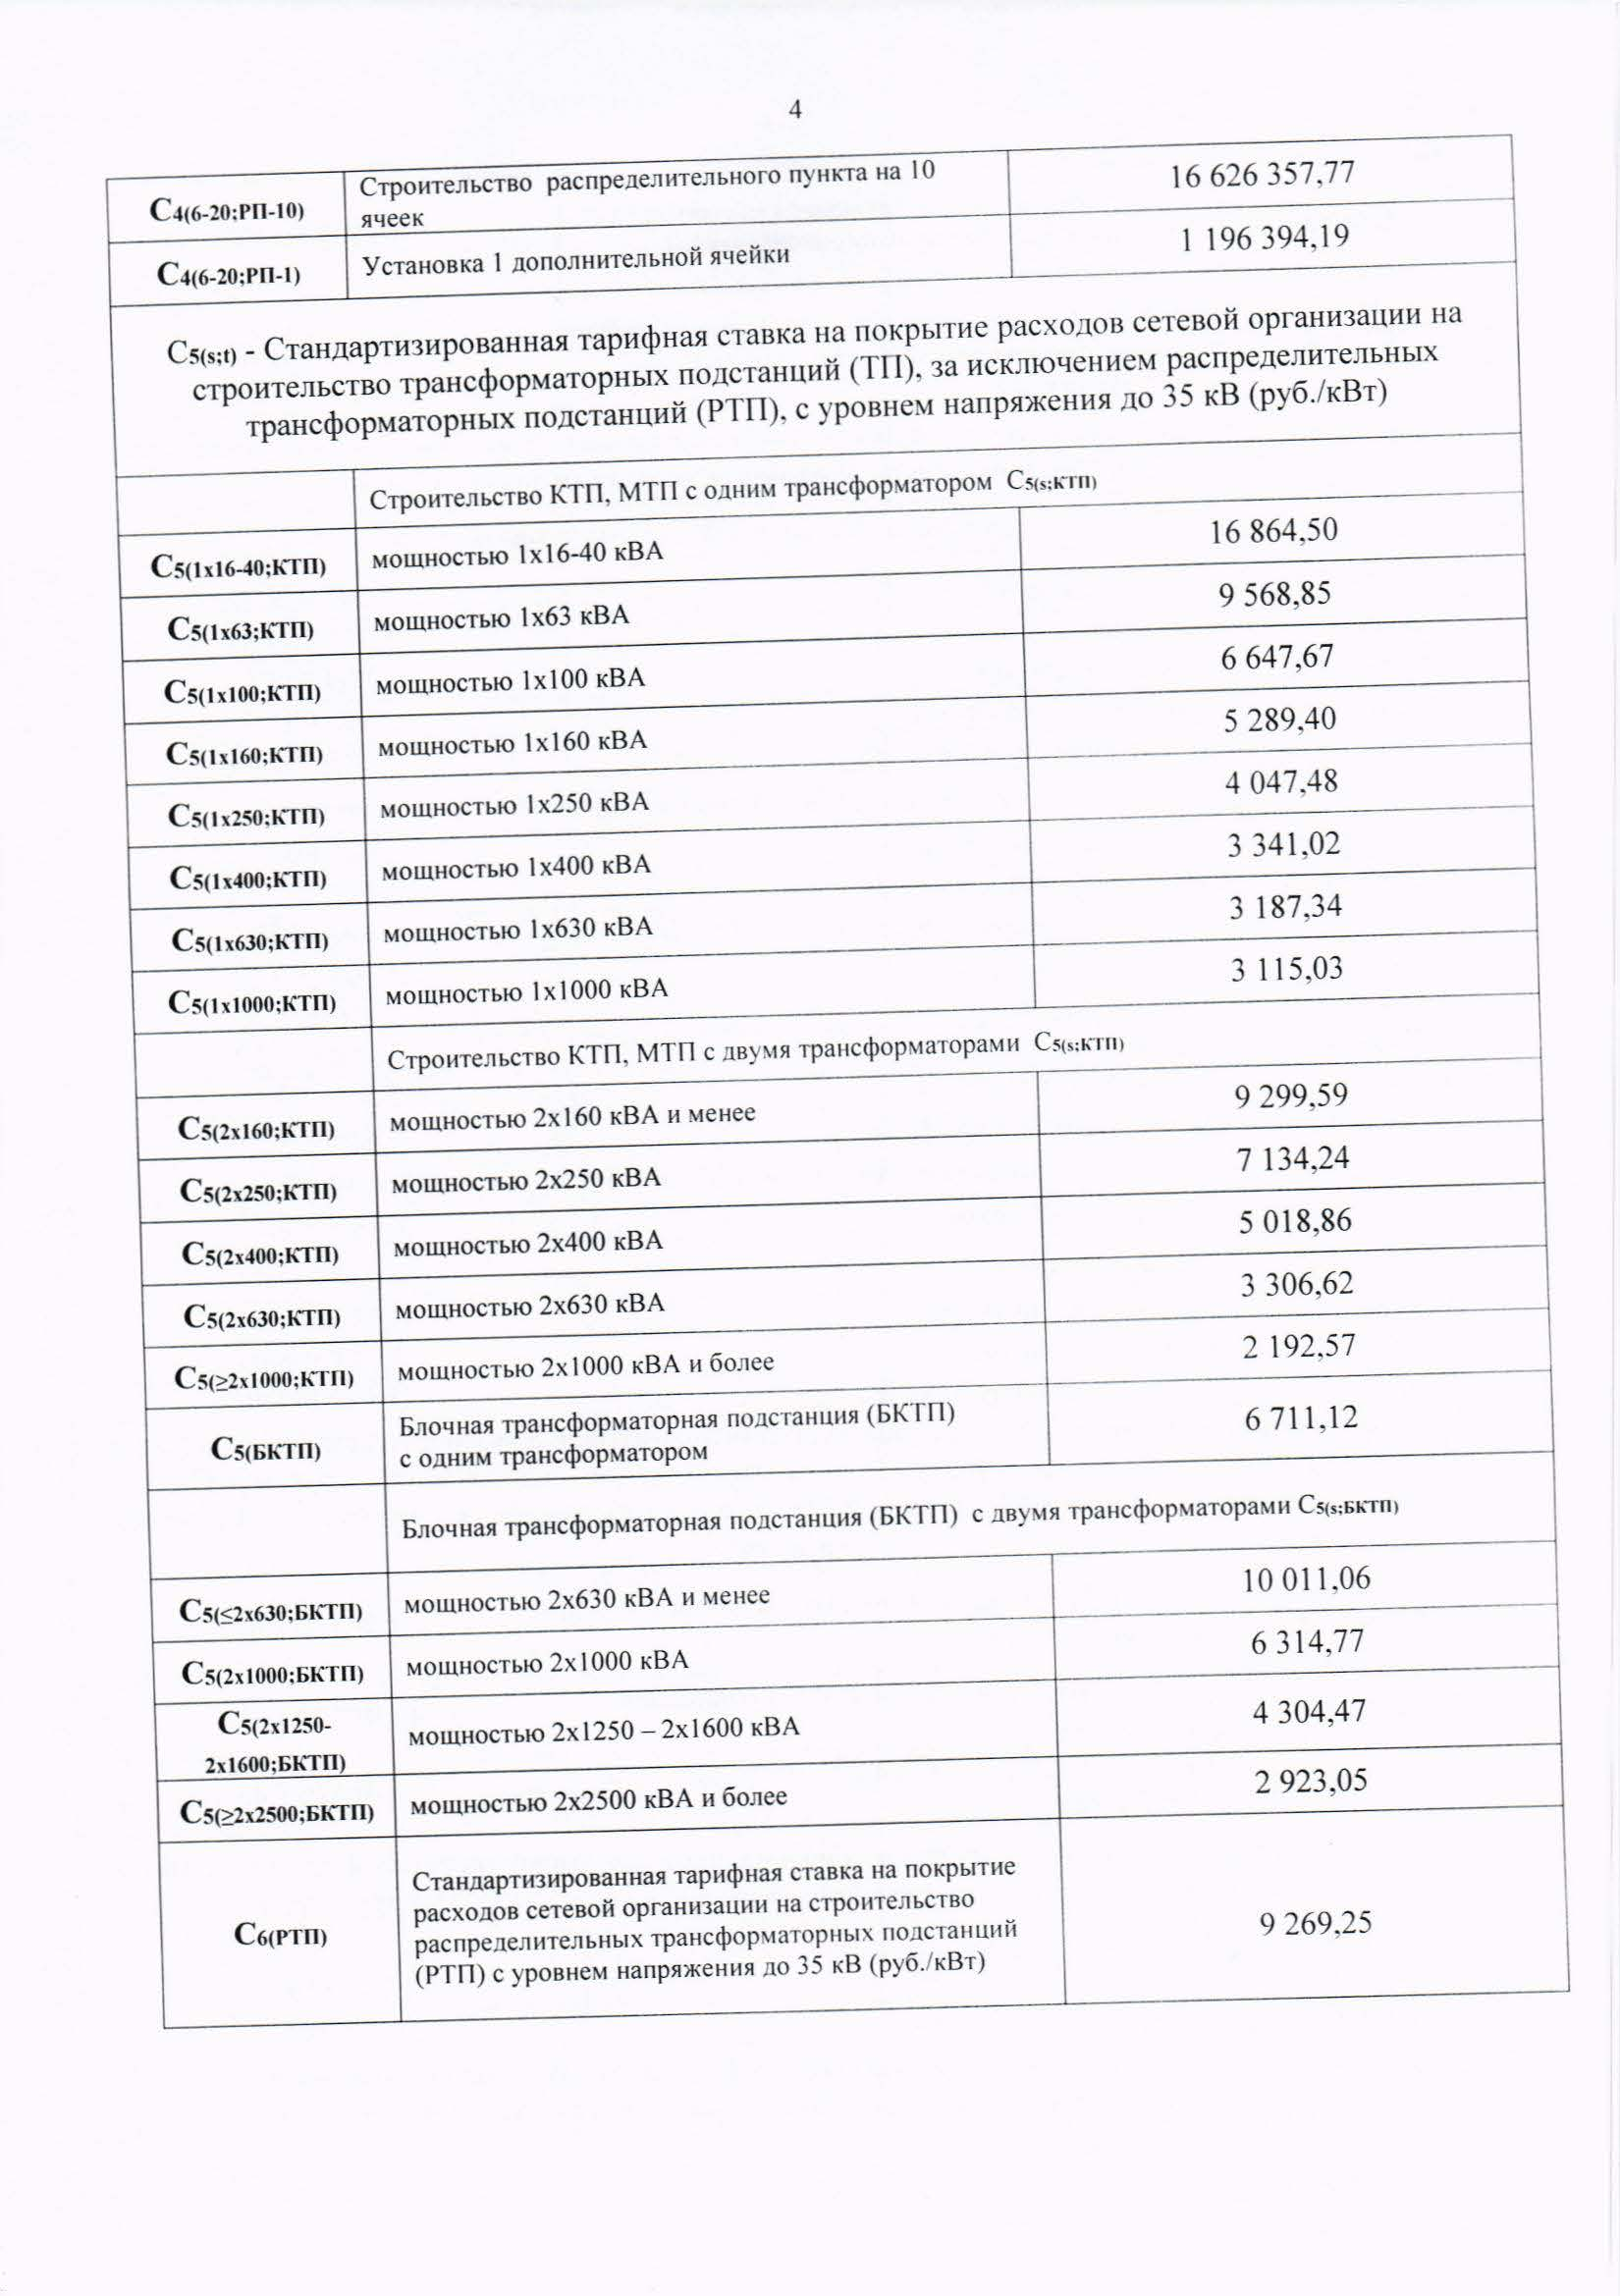 4
С4(6-20;РП-10)
Строительство распределительного пункта на 10
ячеек
16 626 357,77
С4(6-20;РП-1)
Установка 1 дополнительной ячейки
1 196 394,19
С5(s;t) - Стандартизированная тарифная ставка на покрытие расходов сетевой организации на
строительство трансформаторных подстанций (ТП), за исключением распределительных
трансформаторных подстанций (РТП), с уровнем напряжения до 35 кВ (руб./кВт)
Строительство КТП, МТП с одним трансформатором С5(s;ктп)
С5(1х16-40;КТП)
мощностью 1х16-40 кВА
16 864,50
С5(1х63;КТП)
мощностью 1х63 кВА
9 568,85
С5(1х100;КТП)
мощностью 1х100 кВА
6 647,67
С5(1х160;КТП)
мощностью 1х160 кВА
5 289,40
С5(1х250;КТП)
мощностью 1х250 кВА
4 047,48
С5(1х400;КТП)
мощностью 1х400 кВА
3 341,02
С5(1х630;КТП)
мощностью 1х630 кВА
3 187,34
С5(1х1000;КТП)
мощностью 1х1000 кВА
3 115,03
Строительство КТП, МТП с двумя трансформаторами С5(s;ктп)
С5(2х160;КТП)
мощностью 2х160 кВА и менее
9 299,59
С5(2х250;КТП)
мощностью 2х250 кВА
7 134,24
С5(2х400;КТП)
мощностью 2х400 кВА
5 018,86
С5(2х630;КТП)
мощностью 2х630 кВА
3 306,62
С5(≥2х1000;КТП)
мощностью 2х1000 кВА и более
2 192,57
С5(БКТП)
Блочная трансформаторная подстанция (БКТП)
с одним трансформатором
6 711,12
Блочная трансформаторная подстанция (БКТП) с двумя трансформаторами С5(s;БКТП)
С5(≤2х630;БКТП)
мощностью 2х630 кВА и менее
10 011,06
С5(2х1000;БКТП)
мощностью 2х1000 кВА
6 314,77
С5(2х1250-
2х1600;БКТП)
мощностью 2х1250 – 2х1600 кВА
4 304,47
С5(≥2х2500;БКТП)
мощностью 2х2500 кВА и более
2 923,05
С6(РТП)
Стандартизированная тарифная ставка на покрытие
расходов сетевой организации на строительство
распределительных трансформаторных подстанций
(РТП) с уровнем напряжения до 35 кВ (руб./кВт)
9 269,25